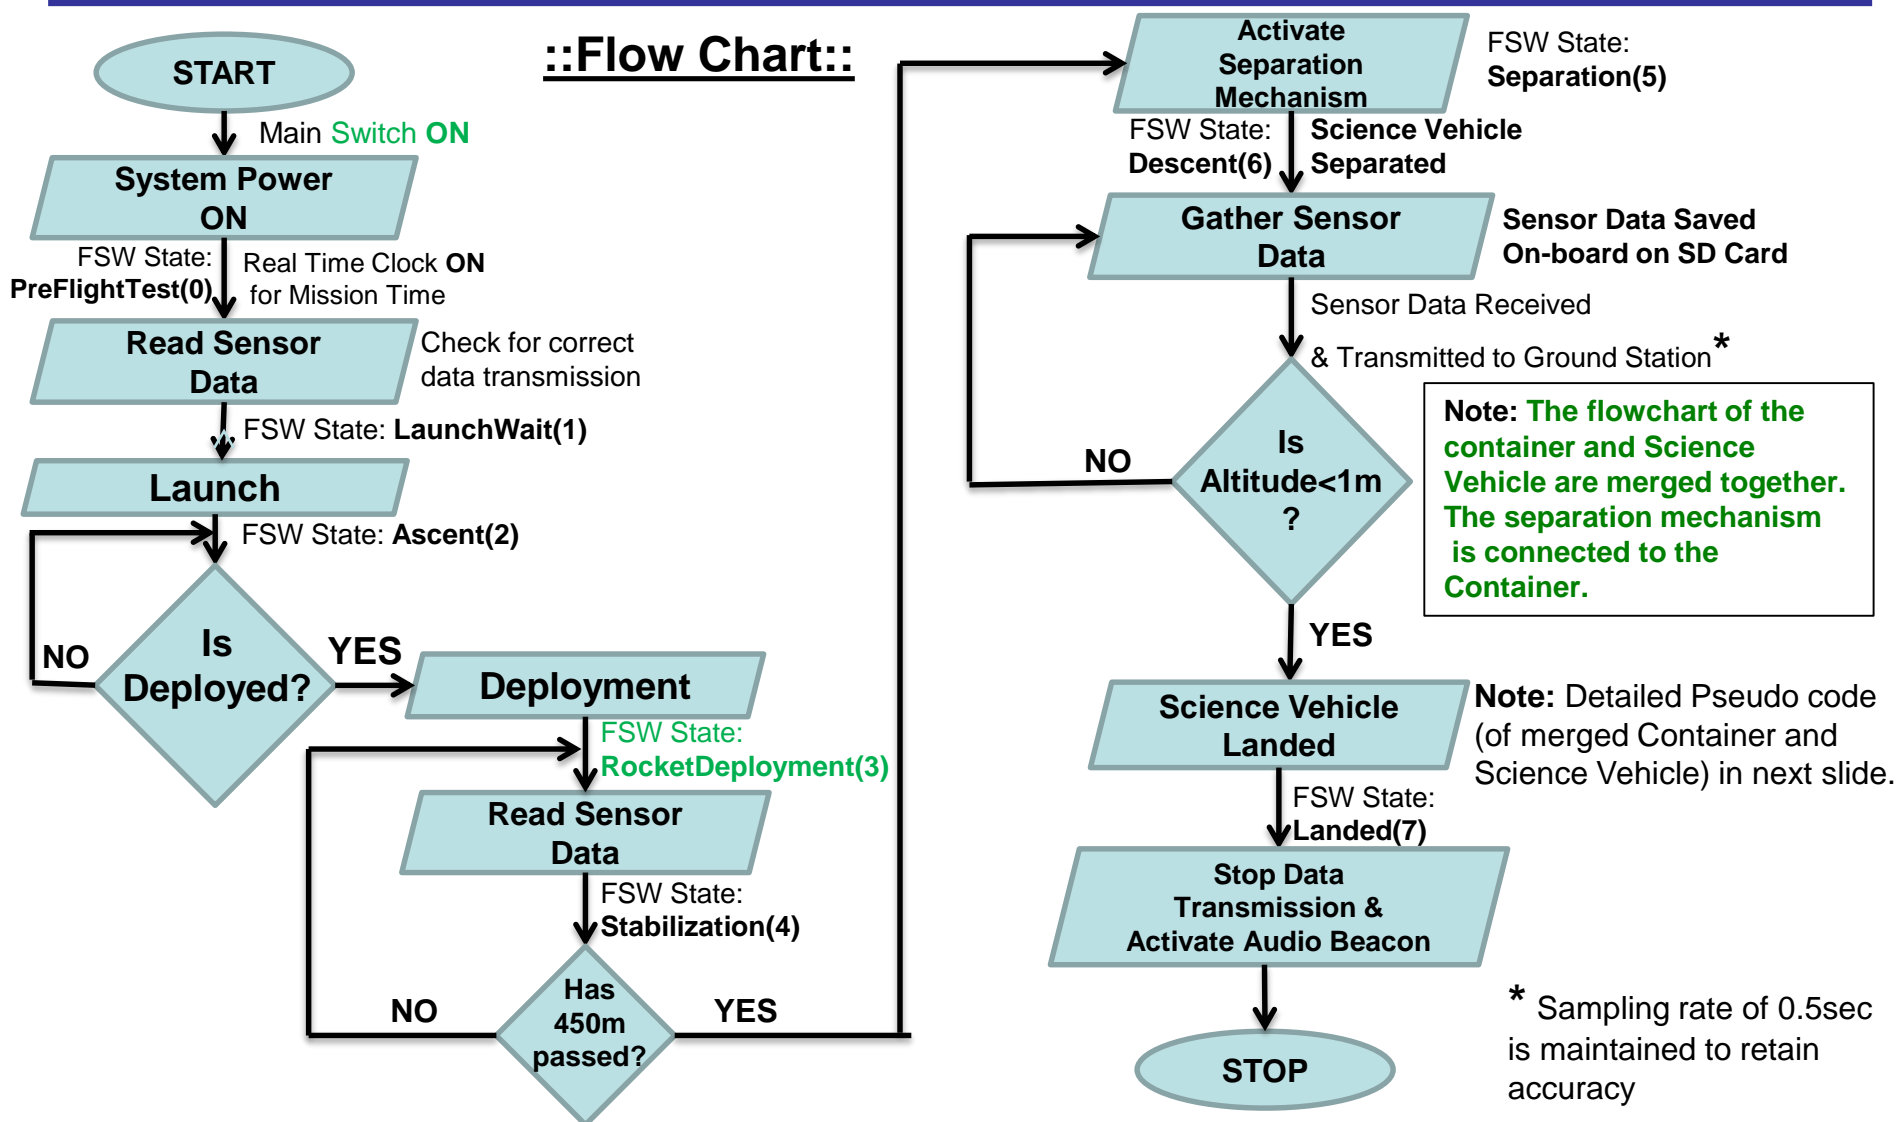 ::Flow Chart::
START
Main Switch ON
System Power
ON
FSW State:
PreFlightTest(0)
Real Time Clock ON
for Mission Time
Read Sensor
Data
Check for correct
data transmission
FSW State: LaunchWait(1)
Launch
FSW State: Ascent(2)
Is
Deployed?
NO
YES
Deployment
FSW State:
RocketDeployment(3)
Read Sensor
Data
FSW State:
Stabilization(4)
Has
450m
passed?
NO
YES
Activate
Separation
Mechanism
FSW State:
Separation(5)
FSW State:
Descent(6)
Science Vehicle
Separated
Gather Sensor
Data
Sensor Data Saved
On-board on SD Card
Sensor Data Received
& Transmitted to Ground Station*
Is
Altitude<1m
?
NO
YES
Note: The flowchart of the
container and Science
Vehicle are merged together.
The separation mechanism
is connected to the
Container.
Science Vehicle
Landed
Note: Detailed Pseudo code
(of merged Container and
Science Vehicle) in next slide.
FSW State:
Landed(7)
Stop Data
Transmission &
Activate Audio Beacon
STOP
* Sampling rate of 0.5sec
is maintained to retain
accuracy